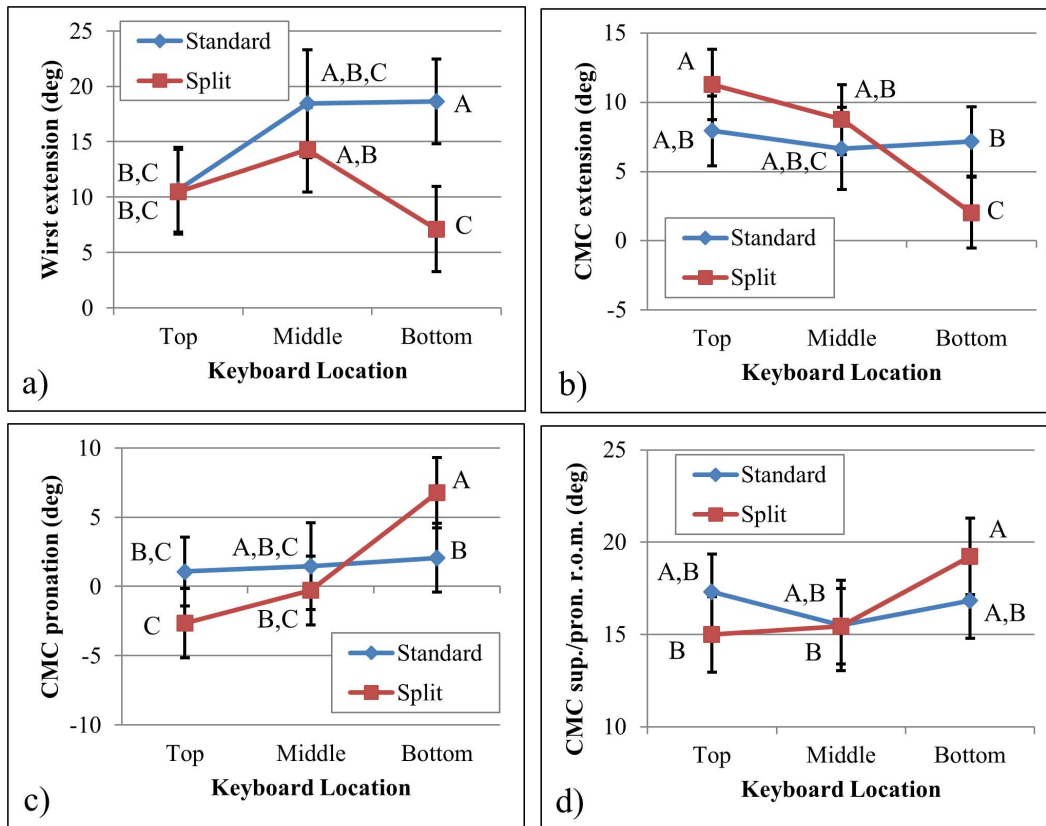 25
20
15
10
5
0
Wirst extension (deg)
Standard
Split
A,B,C
A
B,C
B,C
A,B
C
Top Middle Bottom
Keyboard Location
a)
15
10
5
0
-5
CMC extension (deg)
A
A,B
A,B
A,B,C
B
C
Standard
Split
Top Middle Bottom
Keyboard Location
b)
10
5
0
-5
-10
CMC pronation (deg)
A
B,C
A,B,C
B
C
B,C
Standard
Split
Top Middle Bottom
Keyboard Location
c)
25
20
15
10
CMC sup./pron. r.o.m. (deg)
Standard
Split
A
A,B
A,B
A,B
B
B
Top Middle Bottom
Keyboard Location
d)